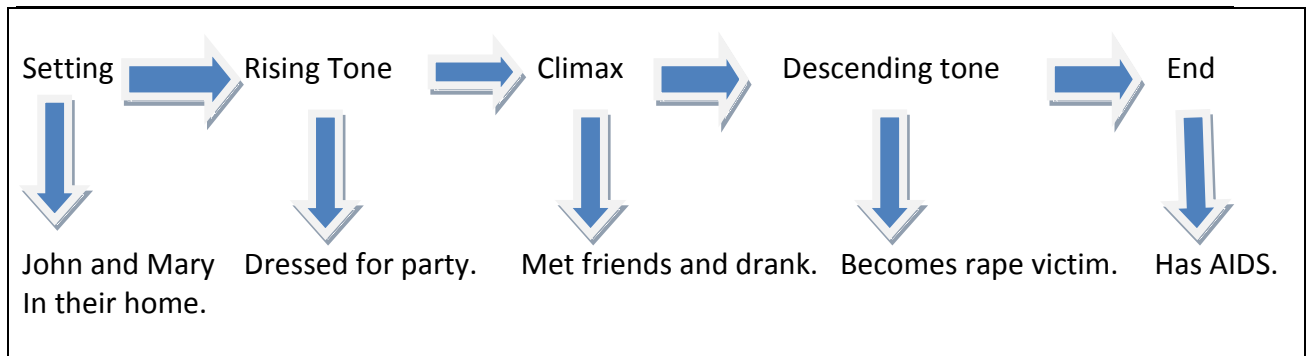 Setting Rising Tone Climax Descending tone End
John and Mary Dressed for party. Met friends and drank. Becomes rape victim. Has AIDS.
In their home.